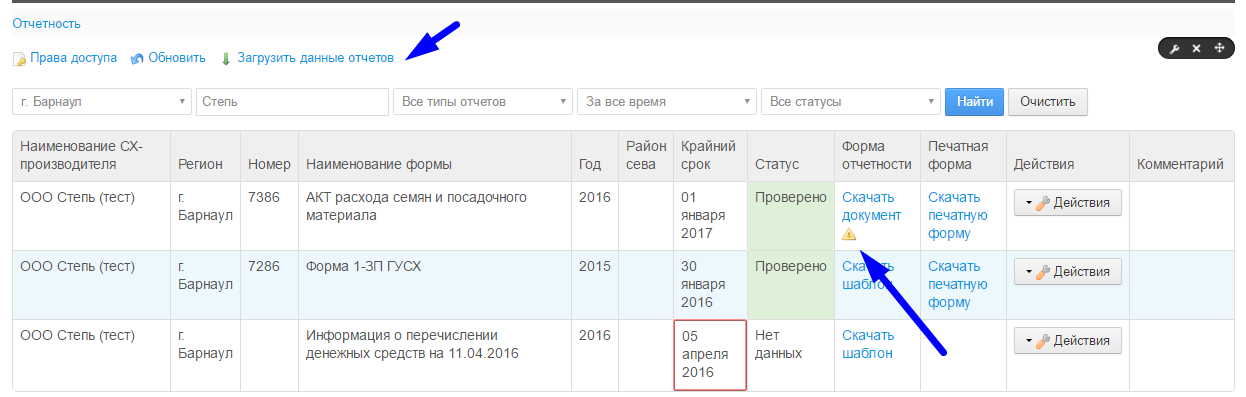 Отчетность
Права доступа Обновить Загрузить данные отчетов
г. Барнаул Степь Все типы отчетов За все время Все статусы Найти Очистить
Наименование СХ-
производителя
Регион
Номер
Наименование формы
Год
Район
сева
Крайний
срок
Статус
Форма
отчетности
Печатная
форма
Действия
Комментарий
ООО Степь (тест)
г.
Барнаул
7386
АКТ расхода семян и посадочного
материала
2016
01
января
2017
Проверено
Скачать
документ
Скачать
печатную
форму
Действия
ООО Степь (тест)
г.
Барнаул
7286
Форма 1-ЗП ГУСХ
2015
30
января
2016
Проверено
Скачать
шаблон
Скачать
печатную
форму
Действия
ООО Степь (тест)
г.
Барнаул
Информация о перечислении
денежных средств на 11.04.2016
2016
05
апреля
2016
Нет
данных
Скачать
шаблон
Действия